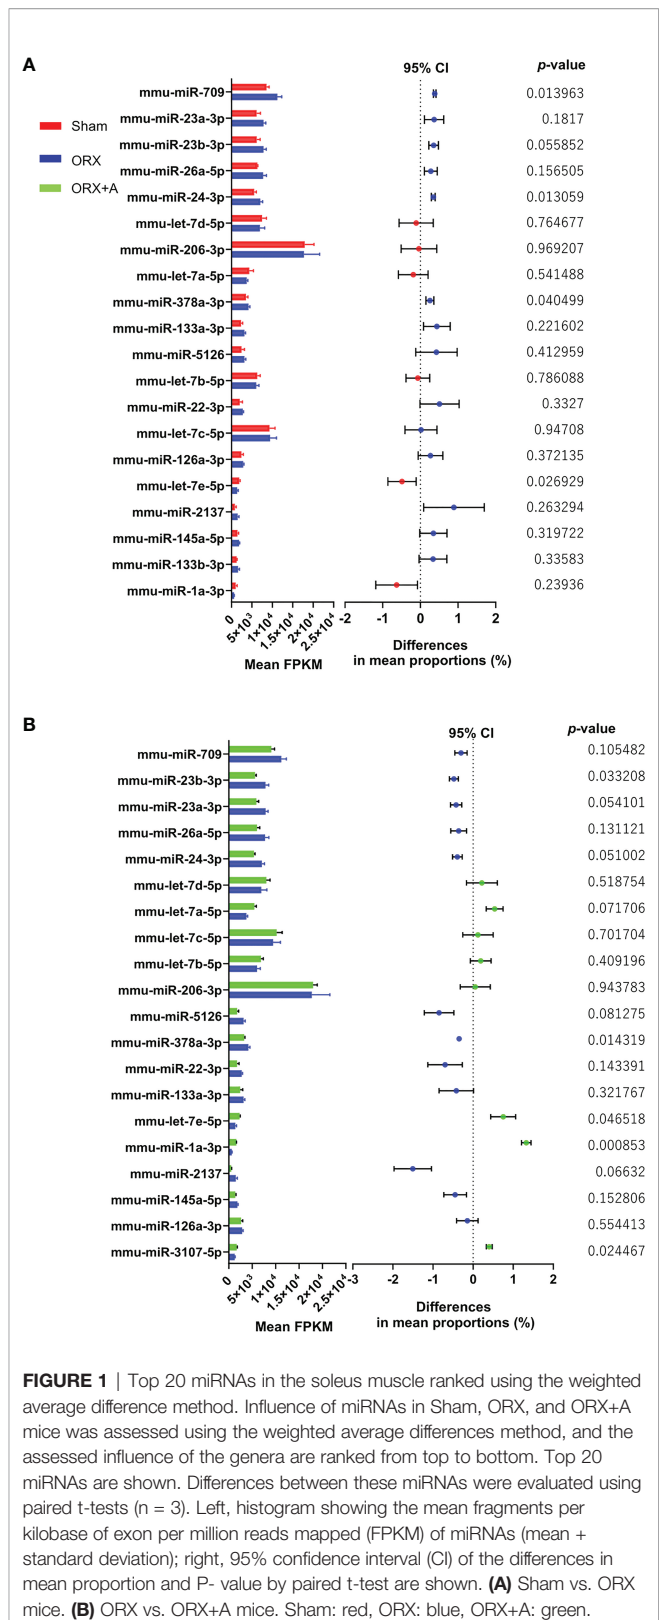 A
95% CI
p-value
Sham
ORX
ORX+A
mmu-miR-709 0.013963
mmu-miR-23a-3p 0.1817
mmu-miR-23b-3p 0.055852
mmu-miR-26a-5p 0.156505
mmu-miR-24-3p 0.013059
mmu-let-7d-5p 0.764677
mmu-miR-206-3p 0.969207
mmu-let-7a-5p 0.541488
mmu-miR-378a-3p 0.040499
mmu-miR-133a-3p 0.221602
mmu-miR-5126 0.412959
mmu-let-7b-5p 0.786088
mmu-miR-22-3p 0.3327
mmu-let-7c-5p 0.94708
mmu-miR-126a-3p 0.372135
mmu-let-7e-5p 0.026929
mmu-miR-2137 0.263294
mmu-miR-145a-5p 0.319722
mmu-miR-133b-3p 0.33583
mmu-miR-1a-3p 0.23936
0 5×10³ 1×10⁴ 1.5×10⁴ 2×10⁴ 2.5×10⁴ -2 -1 0 1 2
Mean FPKM
Differences
in mean proportions (%)
B
95% CI
p-value
mmu-miR-709 0.105482
mmu-miR-23b-3p 0.033208
mmu-miR-23a-3p 0.054101
mmu-miR-26a-5p 0.131121
mmu-miR-24-3p 0.051002
mmu-let-7d-5p 0.518754
mmu-let-7a-5p 0.071706
mmu-let-7c-5p 0.701704
mmu-let-7b-5p 0.409196
mmu-miR-206-3p 0.943783
mmu-miR-5126 0.081275
mmu-miR-378a-3p 0.014319
mmu-miR-22-3p 0.143391
mmu-miR-133a-3p 0.321767
mmu-let-7e-5p 0.046518
mmu-miR-1a-3p 0.000853
mmu-miR-2137 0.06632
mmu-miR-145a-5p 0.152806
mmu-miR-126a-3p 0.554413
mmu-miR-3107-5p 0.024467
0 5×10³ 1×10⁴ 1.5×10⁴ 2×10⁴ 2.5×10⁴ -3 -2 -1 0 1 2
Mean FPKM
Differences
in mean proportions (%)
FIGURE 1 | Top 20 miRNAs in the soleus muscle ranked using the weighted
average difference method. Influence of miRNAs in Sham, ORX, and ORX+A
mice was assessed using the weighted average differences method, and the
assessed influence of the genera are ranked from top to bottom. Top 20
miRNAs are shown. Differences between these miRNAs were evaluated using
paired t-tests (n = 3). Left, histogram showing the mean fragments per
kilobase of exon per million reads mapped (FPKM) of miRNAs (mean +
standard deviation); right, 95% confidence interval (CI) of the differences in
mean proportion and P- value by paired t-test are shown. (A) Sham vs. ORX
mice. (B) ORX vs. ORX+A mice. Sham: red, ORX: blue, ORX+A: green.